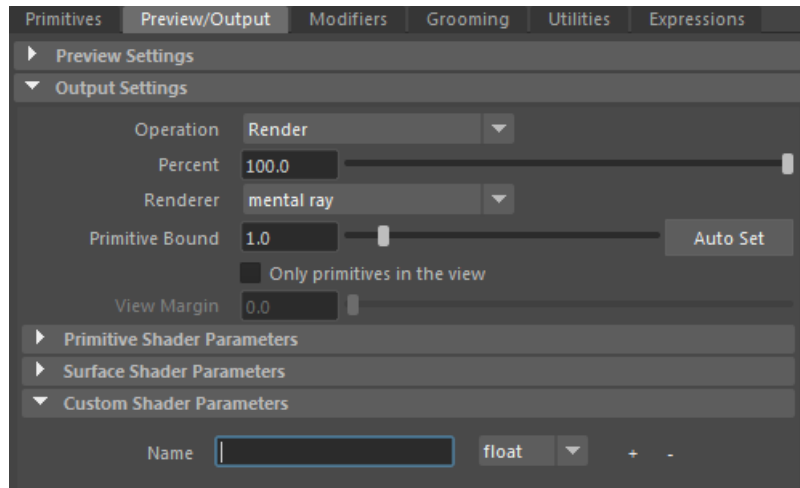 Primitives Preview/Output Modifiers Grooming Utilities Expressions
Preview Settings
Output Settings
Operation Render
Percent 100.0
Renderer mental ray
Primitive Bound 1.0 Auto Set
Only primitives in the view
View Margin 0.0
Primitive Shader Parameters
Surface Shader Parameters
Custom Shader Parameters
Name float + -